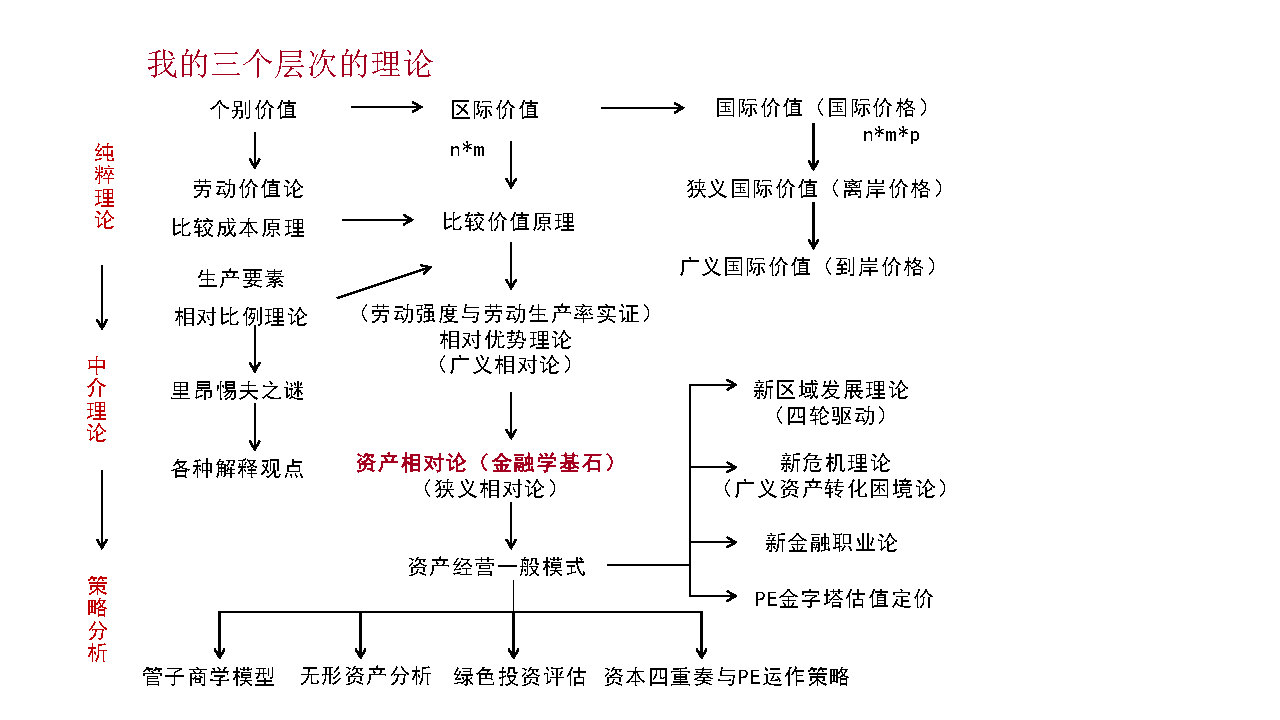 我的三个层次的理论
个别价值
区际价值
国际价值（国际价格）
n*m
n*m*p
纯粹理论
劳动价值论
狭义国际价值（离岸价格）
比较成本原理
比较价值原理
生产要素
广义国际价值（到岸价格）
相对比例理论
（劳动强度与劳动生产率实证）
相对优势理论
（广义相对论）
中介理论
里昂惕夫之谜
新区域发展理论
（四轮驱动）
各种解释观点
资产相对论（金融学基石）
（狭义相对论）
新危机理论
（广义资产转化困境论）
新金融职业论
资产经营一般模式
PE金字塔估值定价
策略分析
管子商学模型
无形资产分析
绿色投资评估
资本四重奏与PE运作策略